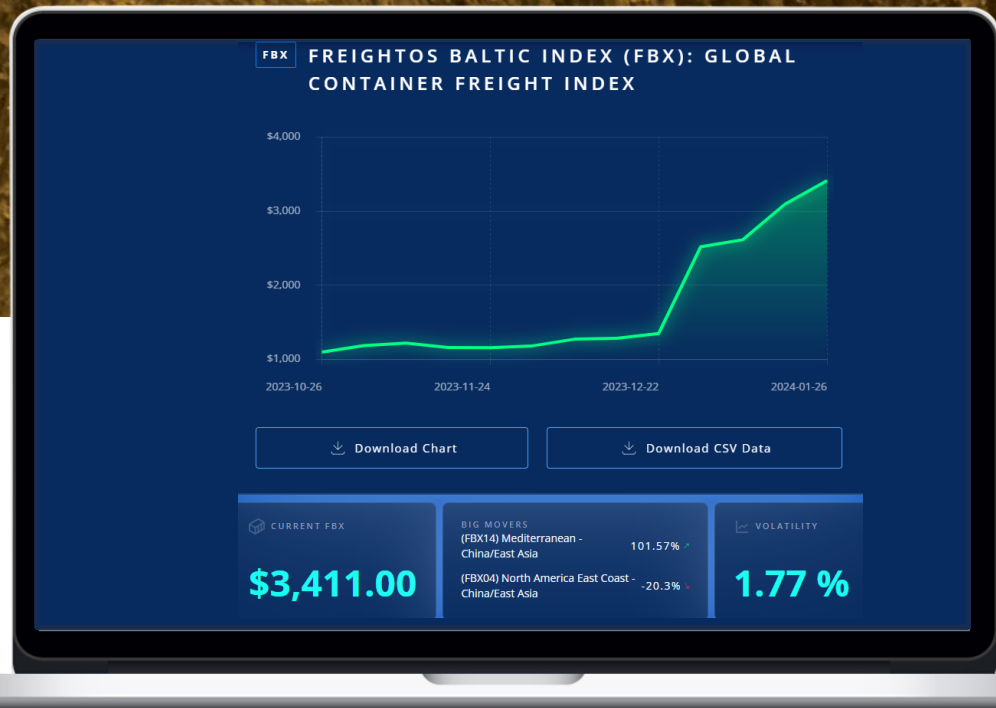 FBX
FREIGHTOS BALTIC INDEX (FBX): GLOBAL
CONTAINER FREIGHT INDEX
$4,000
$3,000
$2,000
$1,000
2023-10-26
2023-11-24
2023-12-22
2024-01-26
Download Chart
Download CSV Data
CURRENT FBX
$3,411.00
BIG MOVERS
(FBX14) Mediterranean -
China/East Asia
101.57%
(FBX04) North America East Coast -
China/East Asia
-20.3%
VOLATILITY
1.77 %